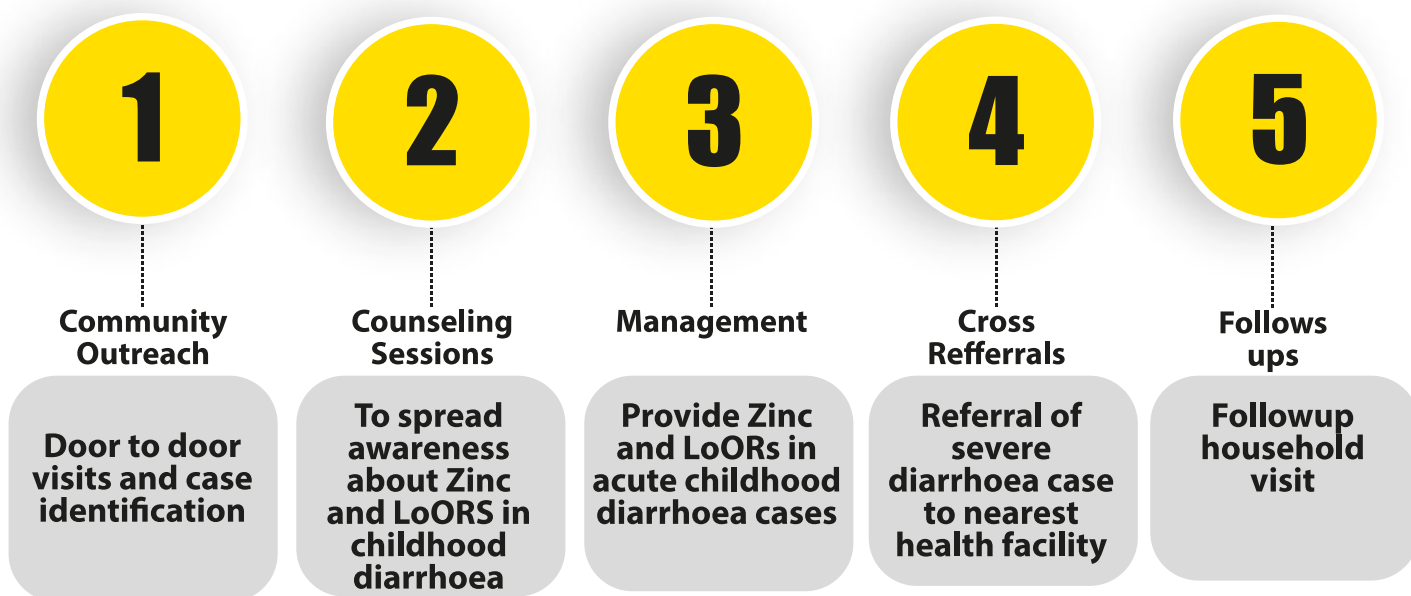 1
Community
Outreach
Door to door
visits and case
identification
2
Counseling
Sessions
To spread
awareness
about Zinc
and LoORS in
childhood
diarrhoea
3
Management
Provide Zinc
and LoORs in
acute childhood
diarrhoea cases
4
Cross
Refferrals
Referral of
severe
diarrhoea case
to nearest
health facility
5
Follows
ups
Followup
household
visit